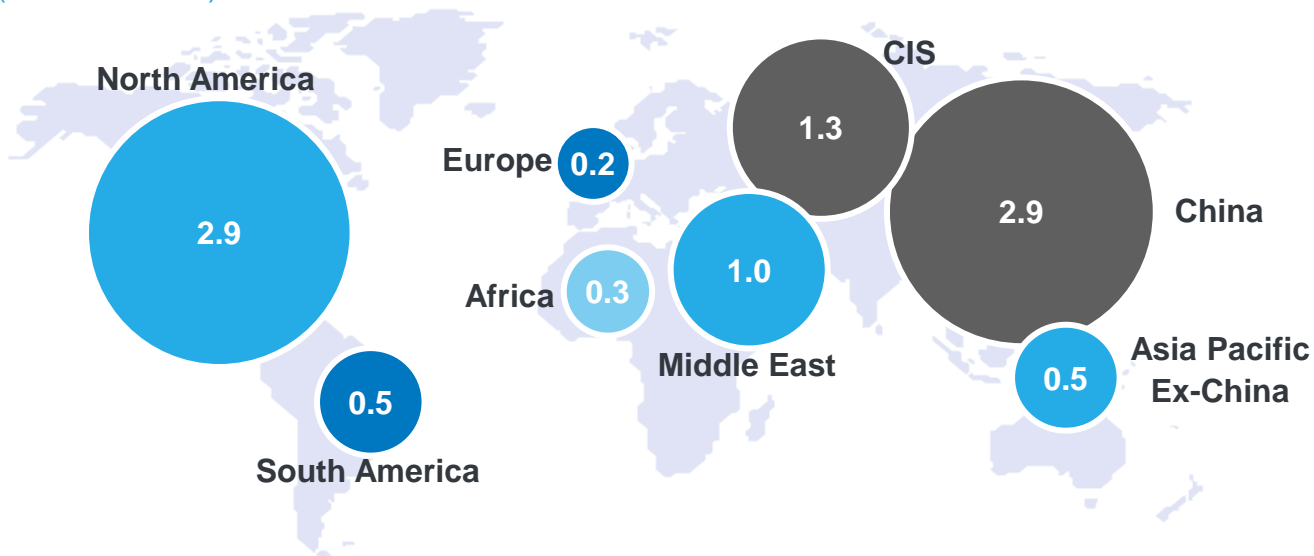 CIS
North America
1.3
Europe
0.2
2.9
China
2.9
Africa
0.3
1.0
Middle East
Asia Pacific
Ex-China
0.5
0.5
South America